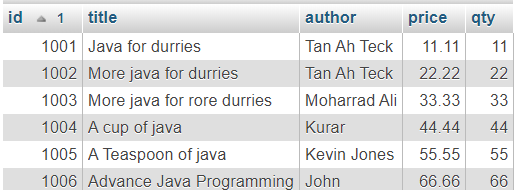 id 1 title author price qty
1001 Java for durries Tan Ah Teck 11.11 11
1002 More java for durries Tan Ah Teck 22.22 22
1003 More java for rore durries Moharrad Ali 33.33 33
1004 A cup of java Kurar 44.44 44
1005 A Teaspoon of java Kevin Jones 55.55 55
1006 Advance Java Programming John 66.66 66